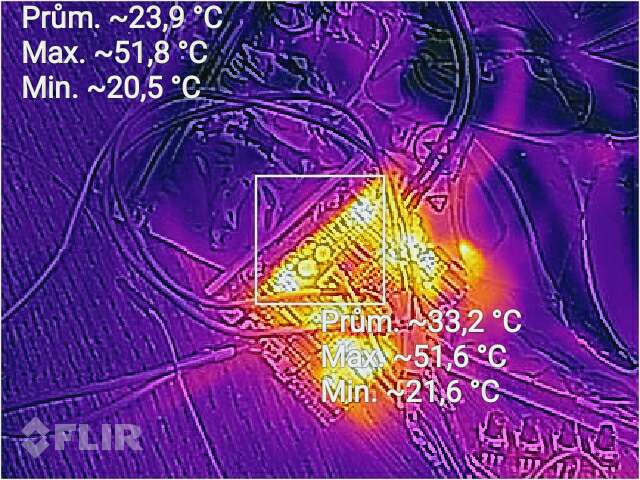 Prům. ~23,9 °C
Max. ~51,8 °C
Min. ~20,5 °C
Prům. ~33,2 °C
Max. ~51,6 °C
Min. ~21,6 °C
FLIR